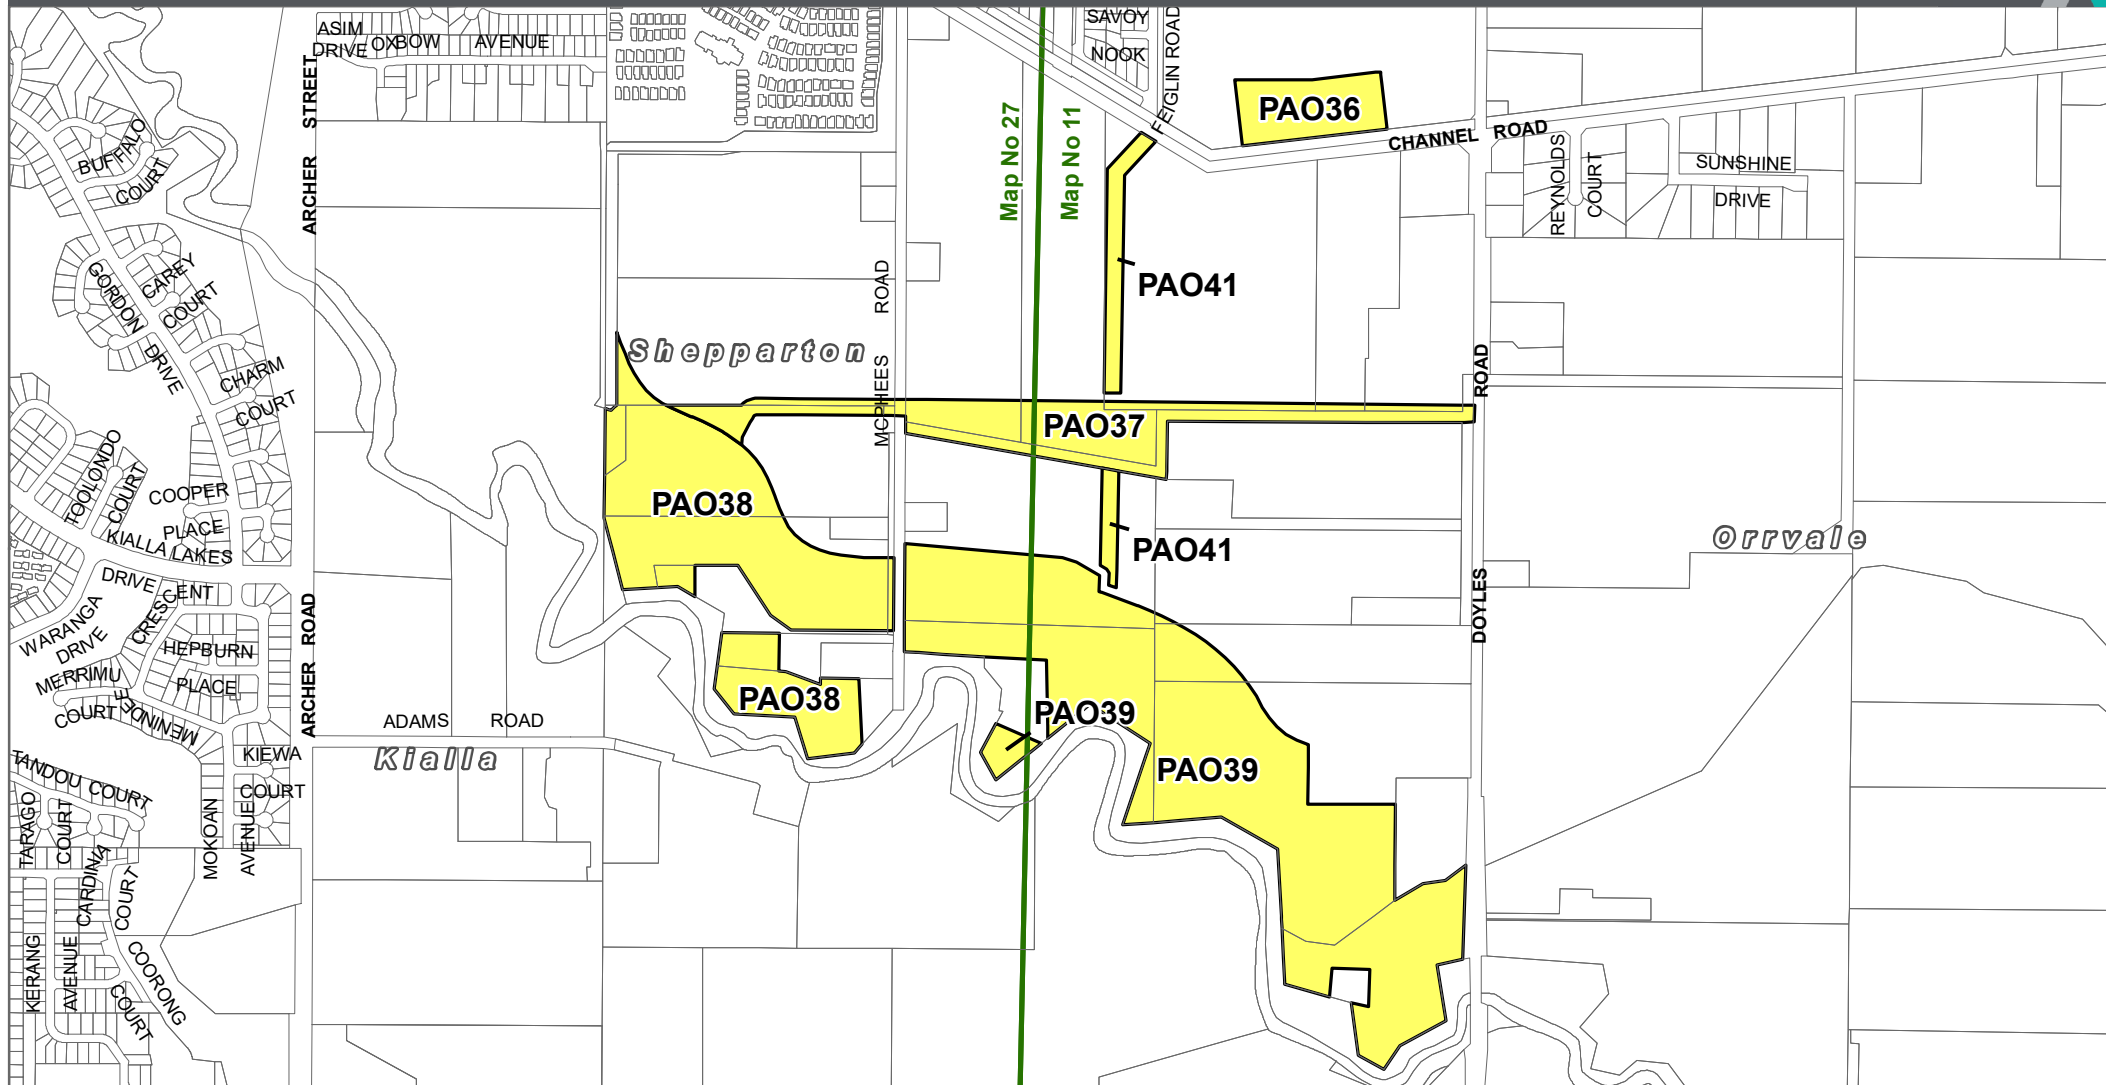 ASIM
DRIVE
OXBOW AVENUE
SAVOY
NOOK
FEIGLIN ROAD
ARCHER STREET
PAO36
CHANNEL ROAD
Map No 27
Map No 11
BUFFALO
COURT
REYNOLDS
COURT
SUNSHINE
DRIVE
GORDON
DRIVE
CAREY
COURT
PAO41
MCPHEES ROAD
Shepparton
CHARM
COURT
DOYLES ROAD
PAO37
TOOLONDO
COURT
COOPER
PLACE
PAO38
KIALLA LAKES
DRIVE
PAO41
Orrvale
CRESCENT
WARANGA
DRIVE
HEPBURN
PLACE
ARCHER ROAD
MERRIMU
COURT
MENINDEE
PAO38
PAO39
ADAMS ROAD
Kialla
KIEWA
COURT
PAO39
TANDOU COURT
TARAGO
COURT
MOKOAN
AVENUE
CARDINIA
COURT
KERANG
AVENUE
COORONG
COURT